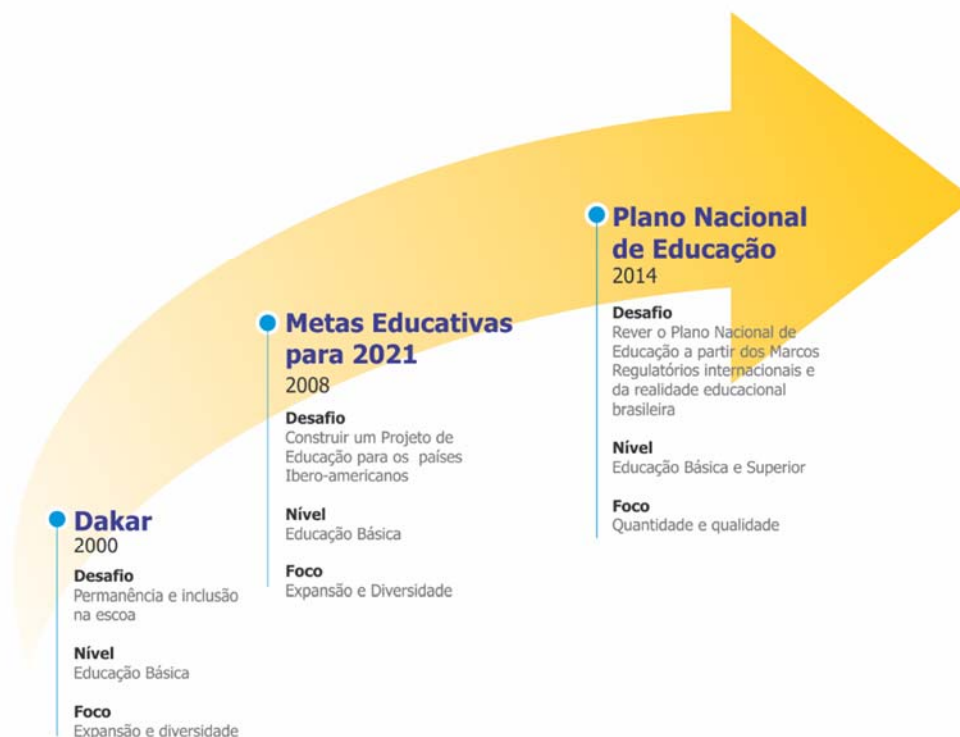 Plano Nacional
de Educação
2014
Desafio
Rever o Plano Nacional de
Educação a partir dos Marcos
Regulatórios internacionais e
da realidade educacional
brasileira
Nível
Educação Básica e Superior
Foco
Quantidade e qualidade
Metas Educativas
para 2021
2008
Desafio
Construir um Projeto de
Educação para os países
Ibero-americanos
Nível
Educação Básica
Foco
Expansão e Diversidade
Dakar
2000
Desafio
Permanência e inclusão
na escoa
Nível
Educação Básica
Foco
Expansão e diversidade